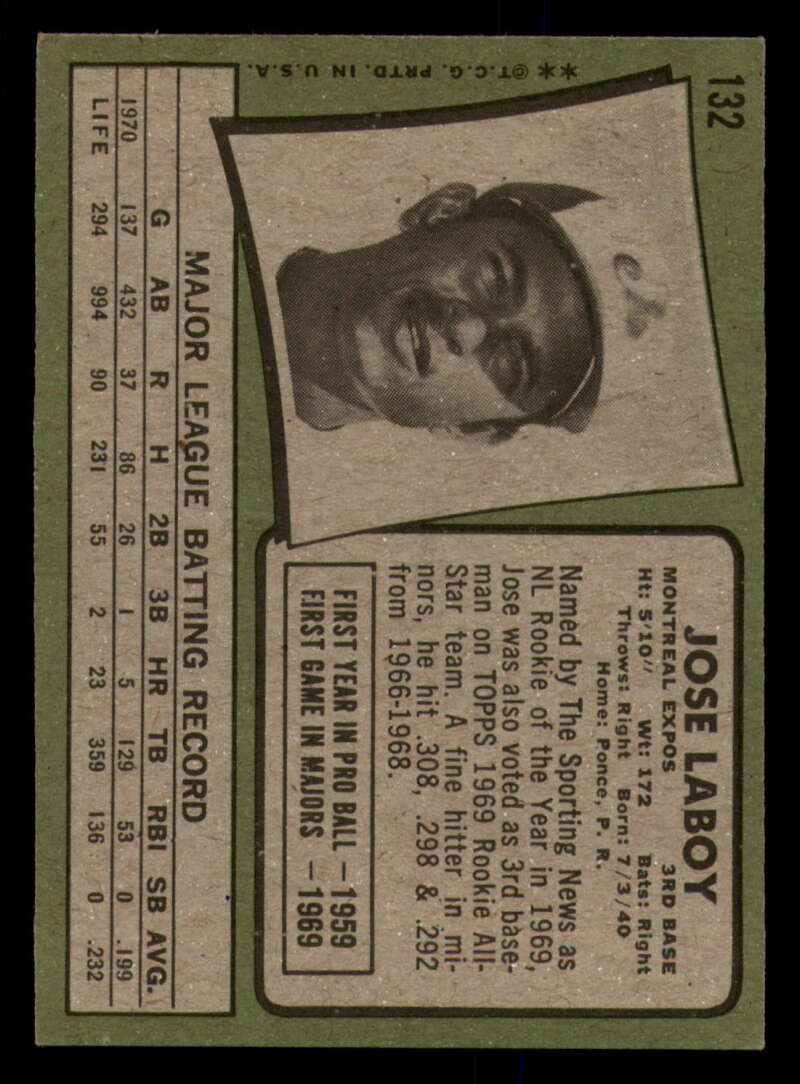 132
**©T.C.G. PRTD. IN U.S.A.
JOSE LABOY
MONTREAL EXPOS 3RD BASE
Ht: 5'10" Wt: 172 Bats: Right
Throws: Right Born: 7/3/40
Home: Ponce, P. R.
Named by The Sporting News as
NL Rookie of the Year in 1969,
Jose was also voted as 3rd base-
man on TOPPS 1969 Rookie All-
Star team. A fine hitter in mi-
nors, he hit .308, .298 & .292
from 1966-1968.
FIRST YEAR IN PRO BALL — 1959
FIRST GAME IN MAJORS — 1969
MAJOR LEAGUE BATTING RECORD
G AB R H 2B 3B HR TB RBI SB AVG.
1970 137 432 37 86 26 1 5 129 53 0 .199
LIFE 294 994 90 231 55 2 23 359 136 0 .232